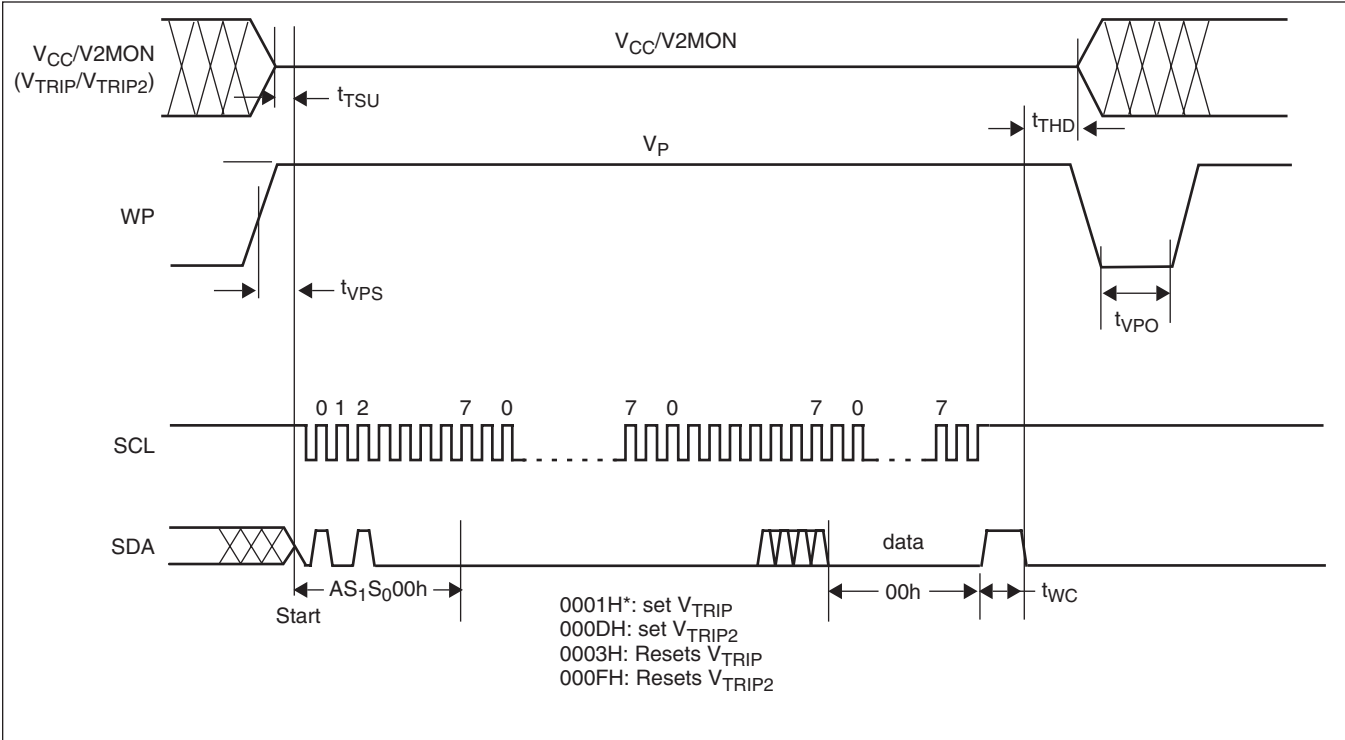 VCC/V2MON
(VTRIP/VTRIP2)
VCC/V2MON
tTSU
tTHD
VP
WP
tVPS
tVPO
0 1 2 7 0 7 0 7 0 7
SCL
SDA
data
AS1S000h
00h
tWC
Start
0001H*: set VTRIP
000DH: set VTRIP2
0003H: Resets VTRIP
000FH: Resets VTRIP2